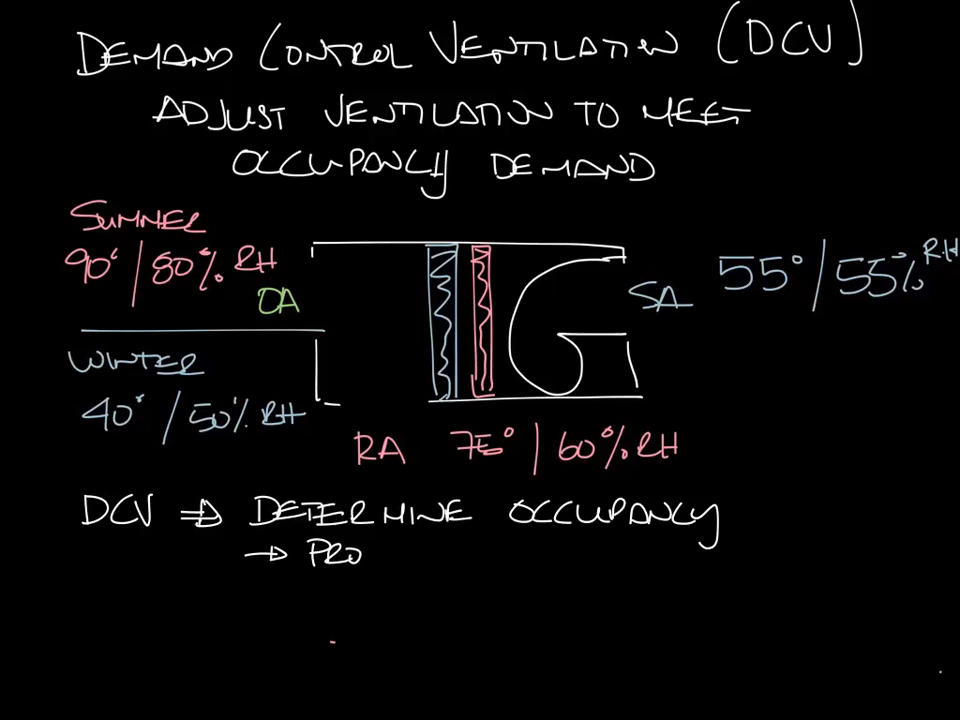 DEMAND CONTROL VENTILATION (DCV)
ADJUST VENTILATION TO MEET
OCCUPANCY DEMAND
SUMMER
90° / 80% RH
OA
SA
55° / 55% RH
WINTER
40° / 50% RH
RA 75° | 60% RH
DCV ⇒ DETERMINE OCCUPANCY
→ PRO